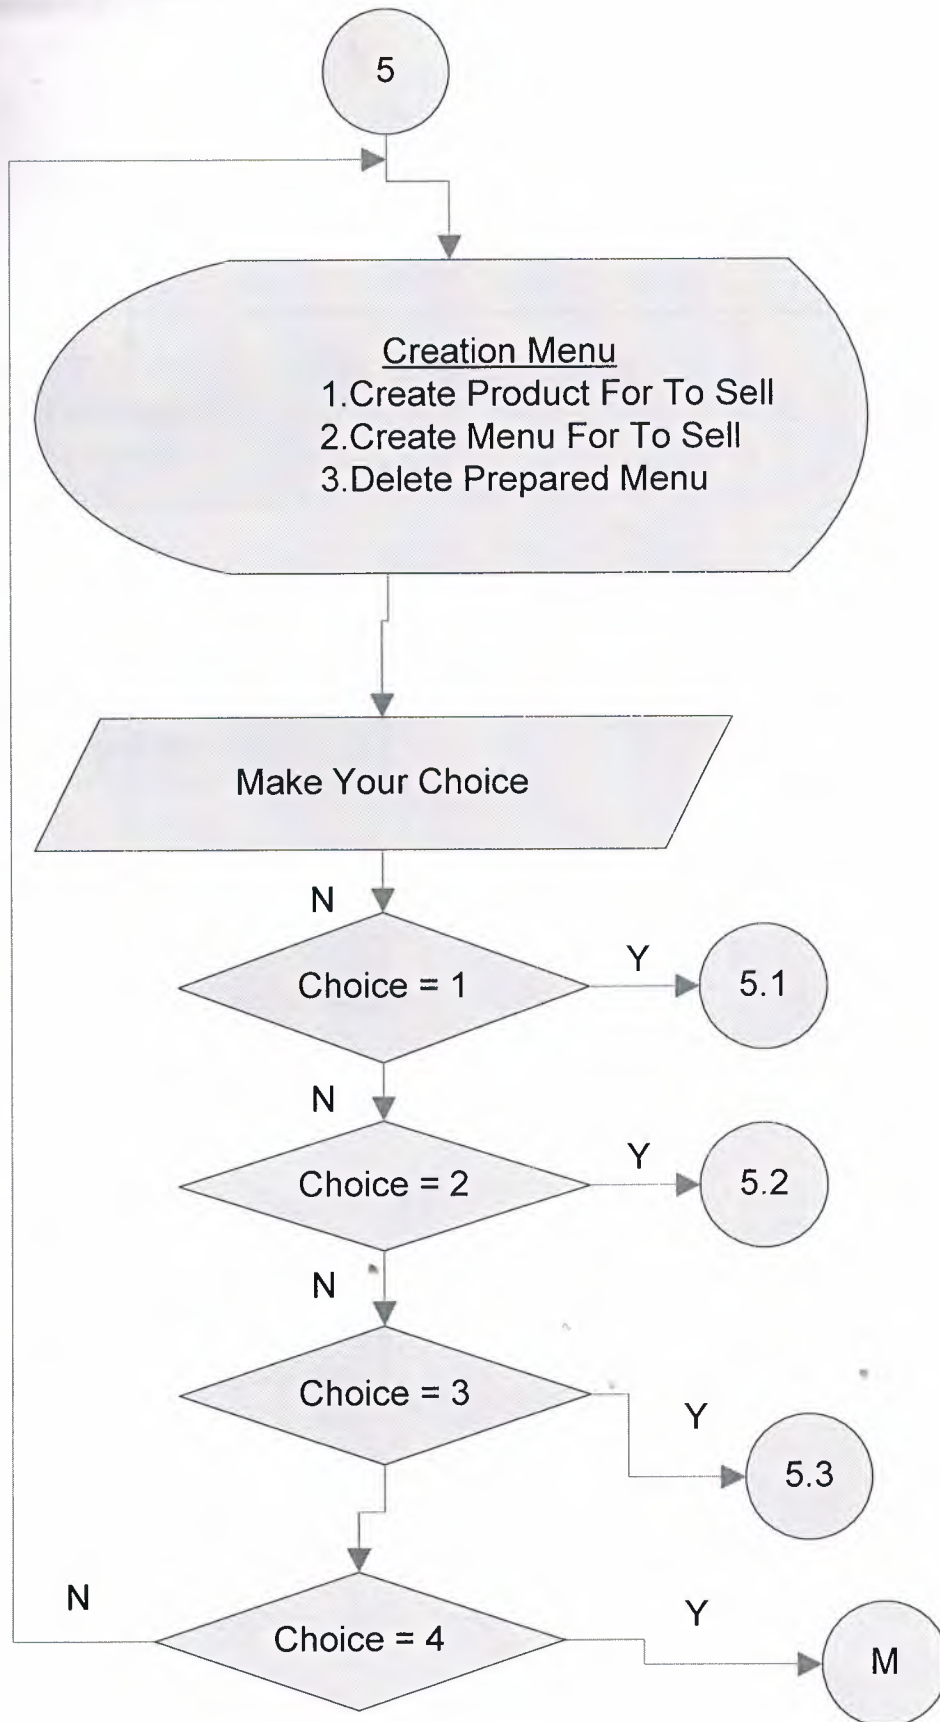 5
Creation Menu
1.Create Product For To Sell
2.Create Menu For To Sell
3.Delete Prepared Menu
Make Your Choice
N
Choice = 1
Y
5.1
N
Choice = 2
Y
5.2
N
Choice = 3
Y
5.3
N
Choice = 4
Y
M